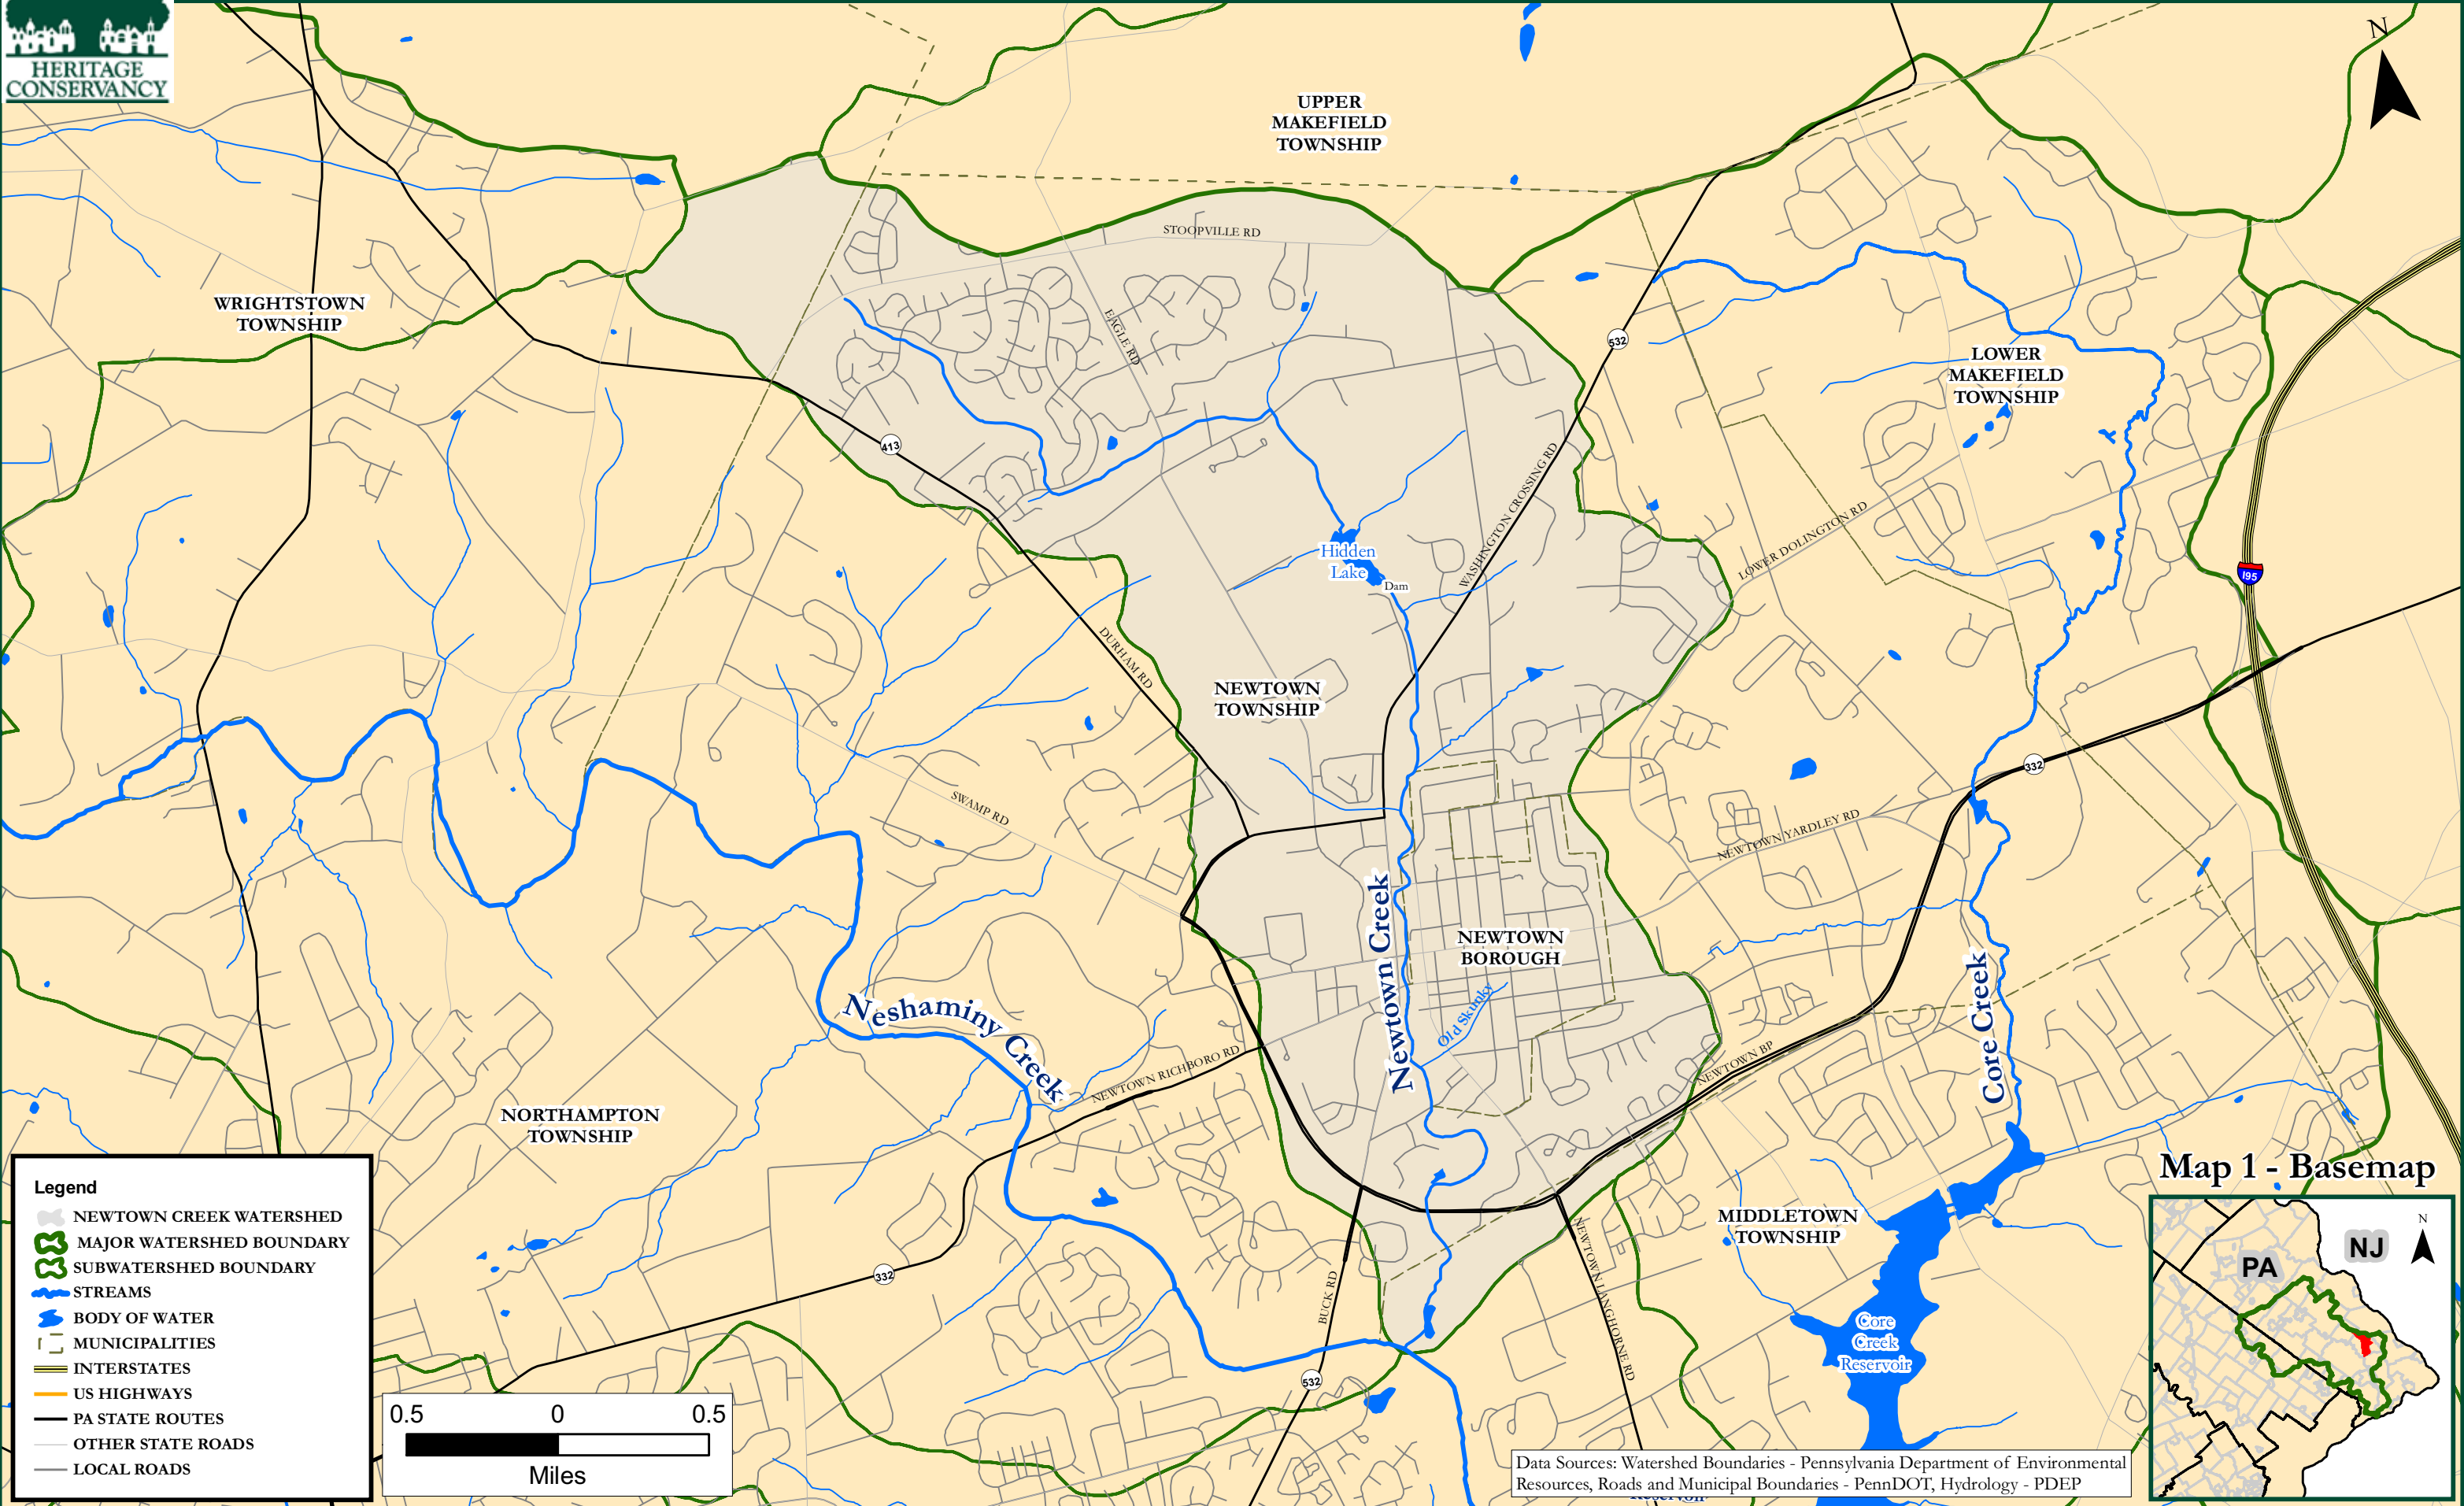 HERITAGE
CONSERVANCY
N
UPPER
MAKEFIELD
TOWNSHIP
STOOPVILLE RD
WRIGHTSTOWN
TOWNSHIP
EAGLE RD
532
LOWER
MAKEFIELD
TOWNSHIP
413
WASHINGTON CROSSING RD
LOWER DOLINGTON RD
Hidden
Lake
Dam
I95
DURHAM RD
NEWTOWN
TOWNSHIP
332
SWAMP RD
NEWTOWN YARDLEY RD
Newtown Creek
NEWTOWN
BOROUGH
Old Skunky
Core Creek
Neshaminy Creek
NEWTOWN RICHBORO RD
NEWTOWN BP
NORTHAMPTON
TOWNSHIP
MIDDLETOWN
TOWNSHIP
NEWTOWN LANGHORNE RD
332
BUCK RD
Core
Creek
Reservoir
532
Legend
NEWTOWN CREEK WATERSHED
MAJOR WATERSHED BOUNDARY
SUBWATERSHED BOUNDARY
STREAMS
BODY OF WATER
MUNICIPALITIES
INTERSTATES
US HIGHWAYS
PA STATE ROUTES
OTHER STATE ROADS
LOCAL ROADS
0.5 0 0.5
Miles
Map 1 - Basemap
N
NJ
PA
Data Sources: Watershed Boundaries - Pennsylvania Department of Environmental
Resources, Roads and Municipal Boundaries - PennDOT, Hydrology - PDEP